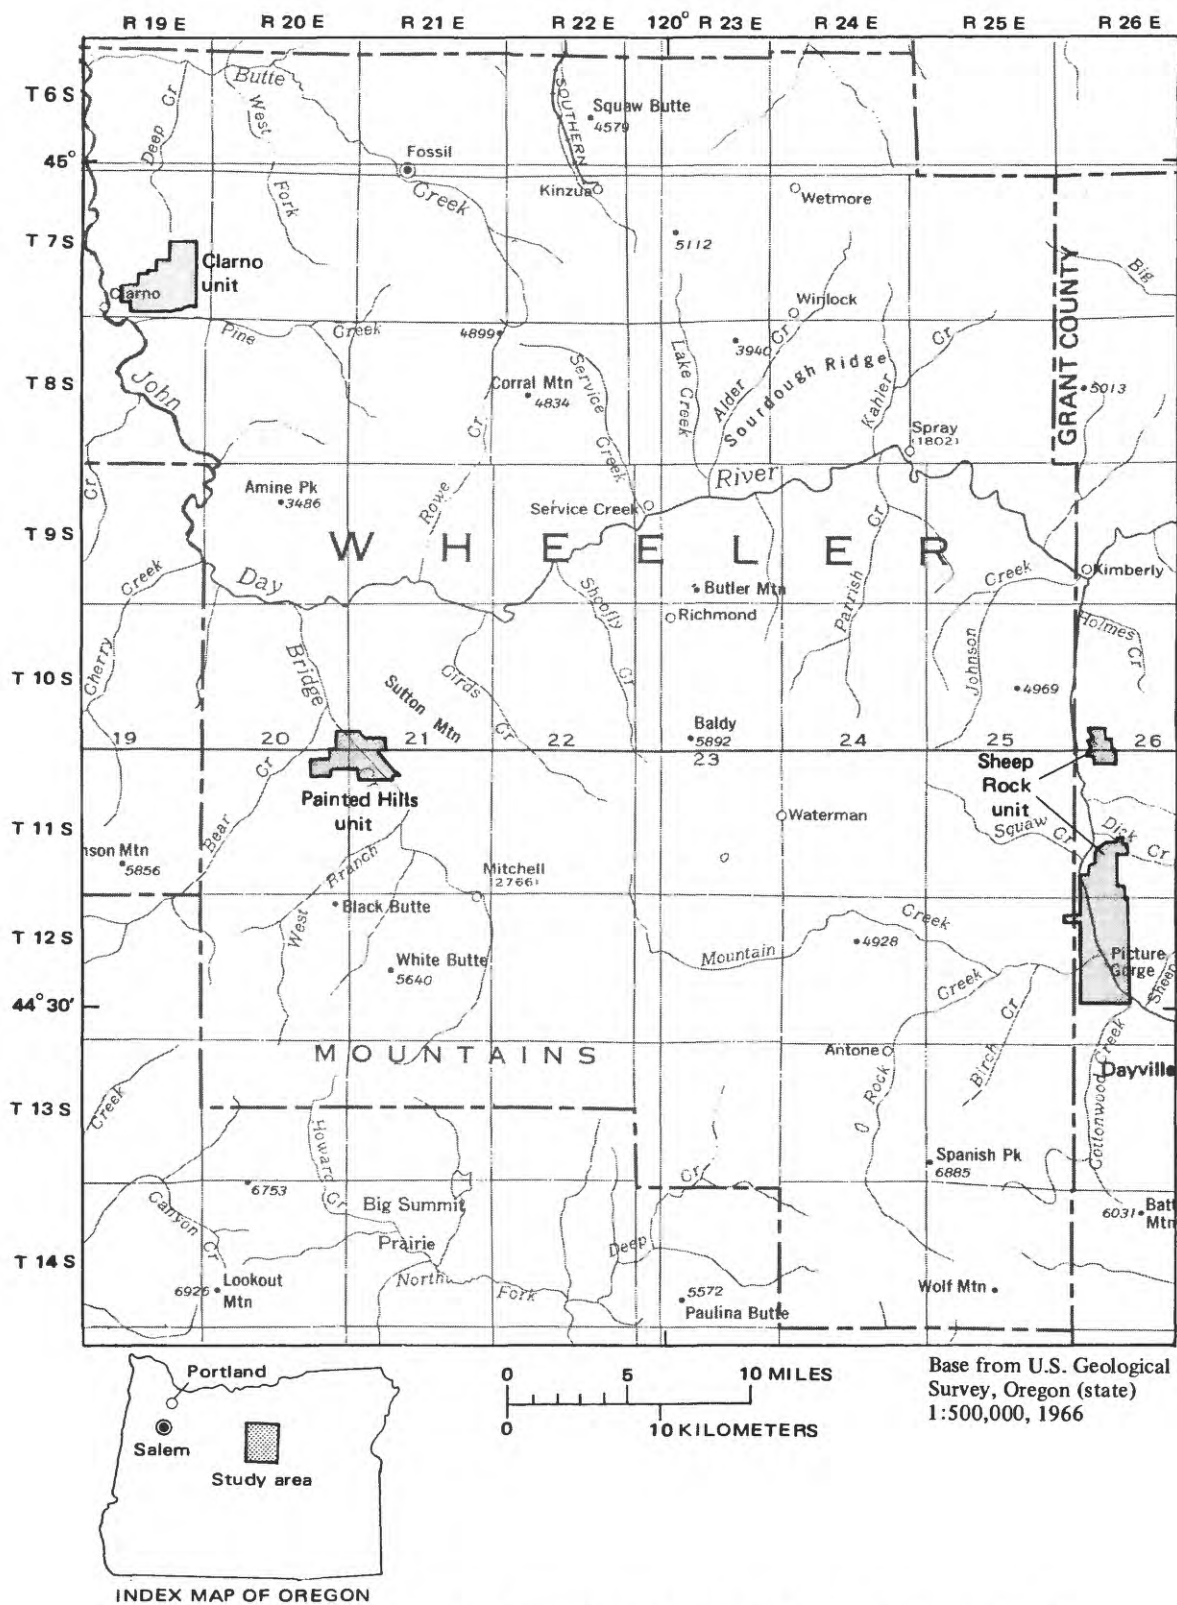 R 19 E R 20 E R 21 E R 22 E 120° R 23 E R 24 E R 25 E R 26 E
T 6 S
Butte
West
Fork
Deep Cr
SOUTHERN
Squaw Butte
4579
45°
Fossil
Creek
Kinzua
Wetmore
T 7 S
5112
GRANT COUNTY
Big
Clarno
unit
Clarno
Pine Creek
4899
Winlock
3940
T 8 S
John
Corral Mtn
4834
Service
Creek
Lake Creek
Alder Cr
Sourdough Ridge
Kahler Cr
5013
Spray
(1802)
River
Cr
Amine Pk
3486
Rowe Cr
Service Creek
T 9 S
WHEELER
Creek
Day
Shoofly
Cr
Butler Mtn
Parrish Cr
Creek
Kimberly
Richmond
Holmes
Cr
Cherry
T 10 S
Bridge
Sutton Mtn
Girds Cr
Johnson
4969
Baldy
5892
19 20 21 22 23 24 25 26
Cr
Painted Hills
unit
Sheep
Rock
unit
Waterman
T 11 S
Bear Cr
Squaw Cr
Dick
Cr
nson Mtn
5856
Branch
West
Mitchell
(2766)
Black Butte
Creek
T 12 S
Mountain
4928
White Butte
5640
Creek
Picture
Gorge
Sheep
44°30'
Cr
Birch
MOUNTAINS
Antone
Rock
Cottonwood Creek
Dayville
T 13 S
Creek
Howard
Cr
Spanish Pk
6885
Cr
6753
Big Summit
Prairie
6031
Batt
Mtn
Canyon Cr
Deep
T 14 S
Lookout
Mtn
6926
North Fork
5572
Paulina Butte
Wolf Mtn
Portland
Salem
Study area
INDEX MAP OF OREGON
0 5 10 MILES
0 10 KILOMETERS
Base from U.S. Geological
Survey, Oregon (state)
1:500,000, 1966